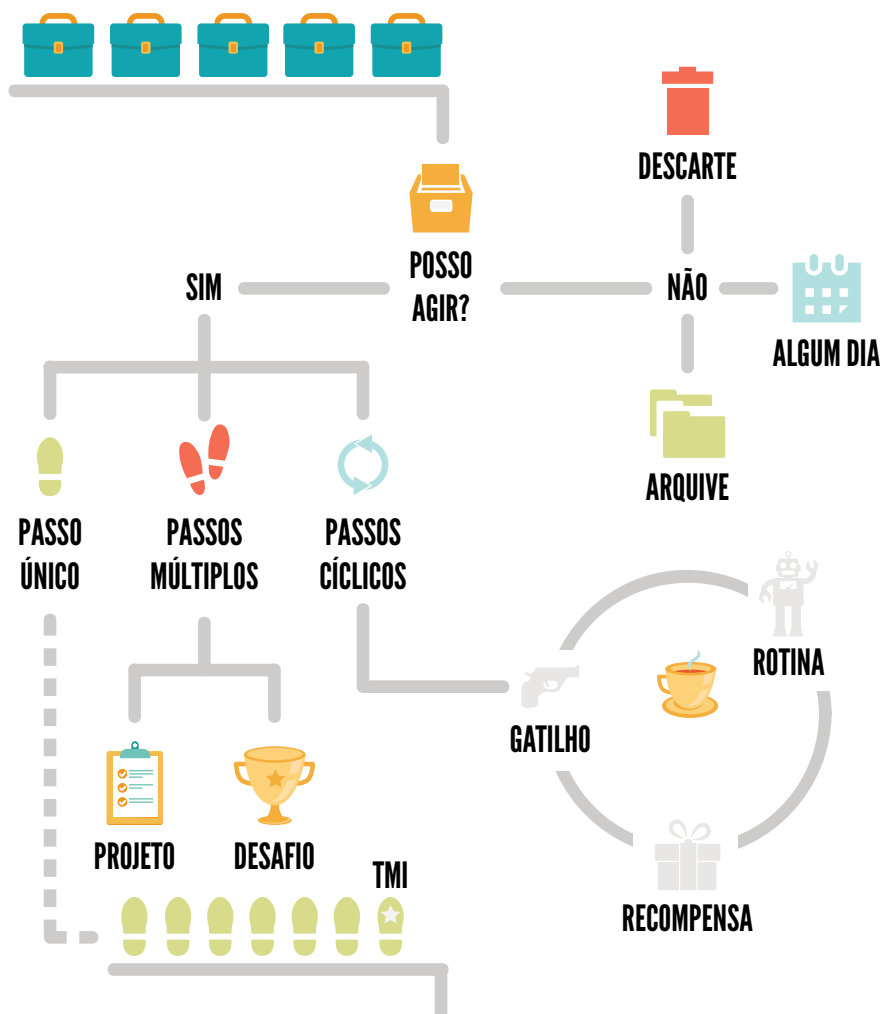 DESCARTE
POSSO
AGIR?
SIM
NÃO
ALGUM DIA
ARQUIVE
PASSO
ÚNICO
PASSOS
MÚLTIPLOS
PASSOS
CÍCLICOS
ROTINA
GATILHO
PROJETO
DESAFIO
TMI
RECOMPENSA